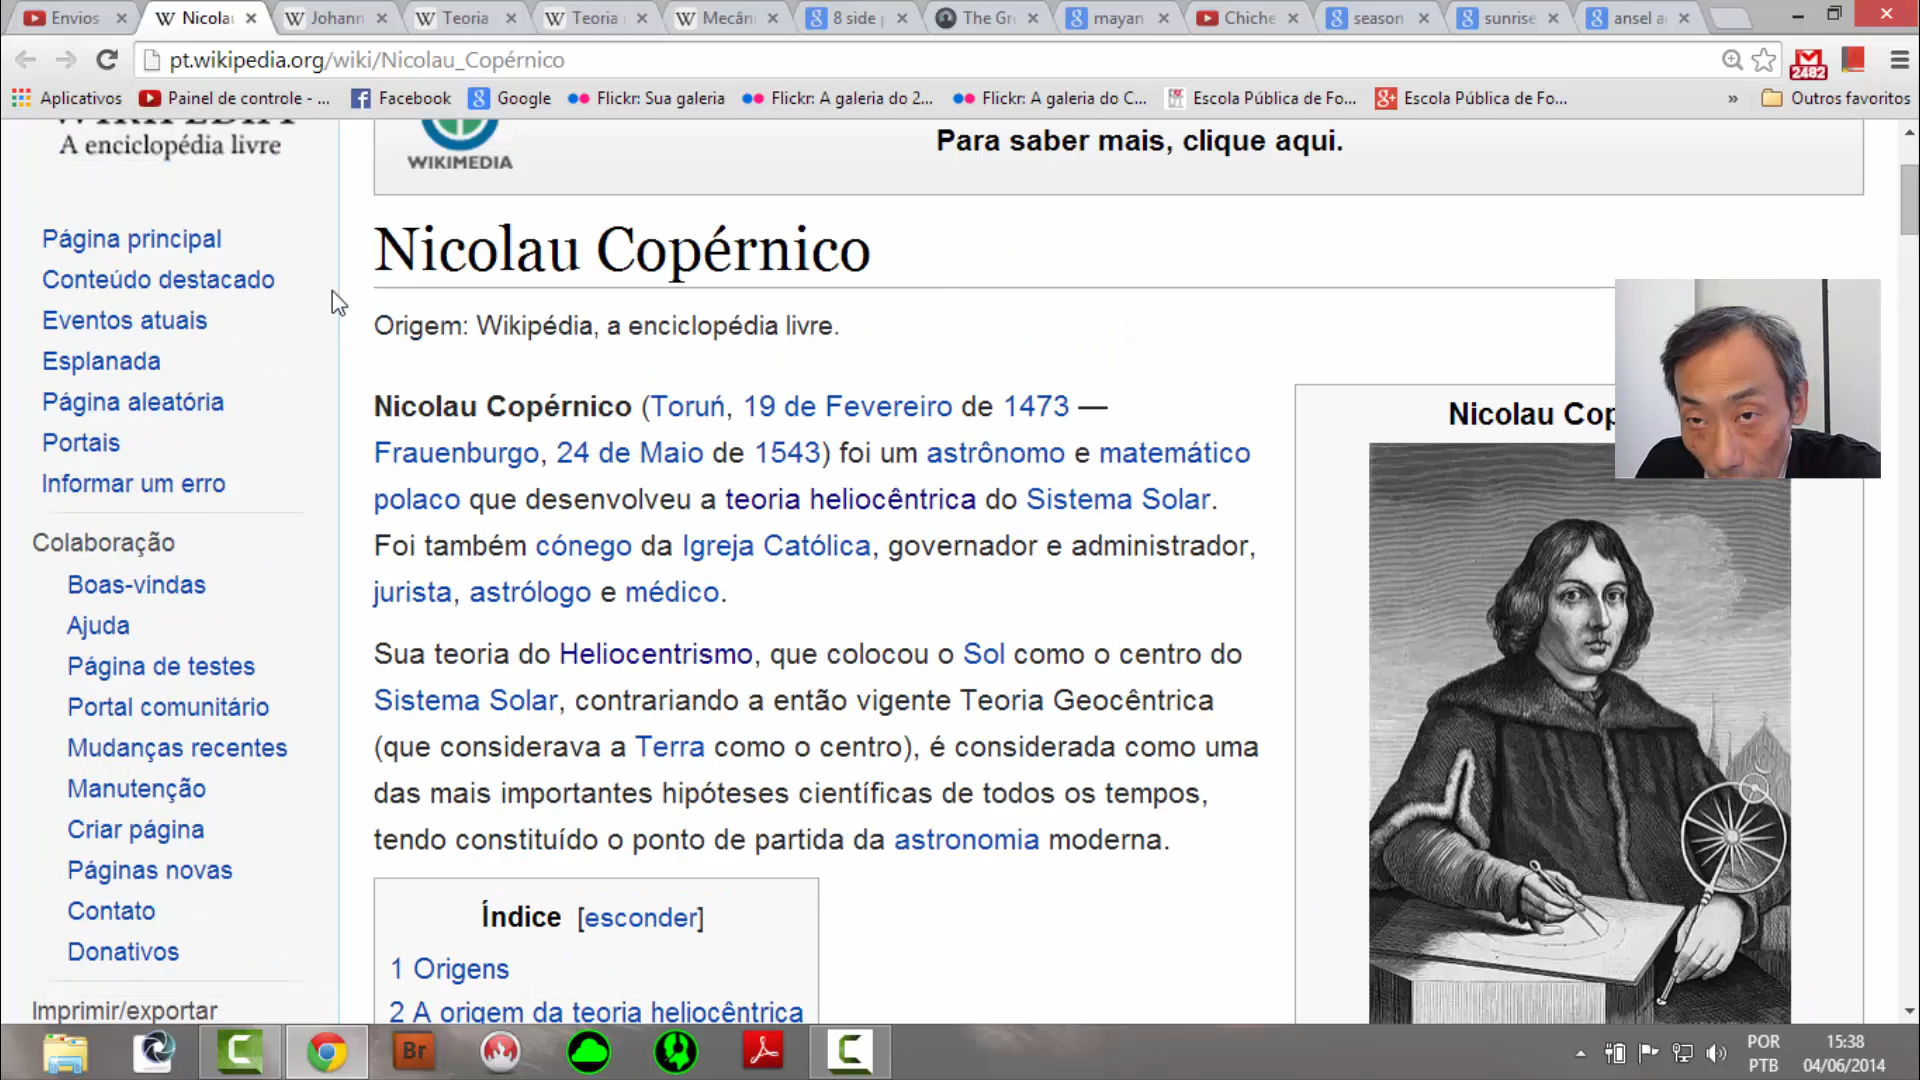 Envios
Nicolau
Johann
Teoria
Teoria
Mecân
8 side
The Gr
mayan
Chiche
season
sunrise
ansel a
pt.wikipedia.org/wiki/Nicolau_Copérnico
2482
Aplicativos
Painel de controle - ...
Facebook
Google
Flickr: Sua galeria
Flickr: A galeria do 2...
Flickr: A galeria do C...
Escola Pública de Fo...
Escola Pública de Fo...
»
Outros favoritos
WIKIPÉDIA
A enciclopédia livre
WIKIMEDIA
Para saber mais, clique aqui.
Página principal
Conteúdo destacado
Eventos atuais
Esplanada
Página aleatória
Portais
Informar um erro
Colaboração
Boas-vindas
Ajuda
Página de testes
Portal comunitário
Mudanças recentes
Manutenção
Criar página
Páginas novas
Contato
Donativos
Imprimir/exportar
Nicolau Copérnico
Origem: Wikipédia, a enciclopédia livre.
Nicolau Copérnico (Toruń, 19 de Fevereiro de 1473 —
Frauenburgo, 24 de Maio de 1543) foi um astrônomo e matemático
polaco que desenvolveu a teoria heliocêntrica do Sistema Solar.
Foi também cónego da Igreja Católica, governador e administrador,
jurista, astrólogo e médico.
Sua teoria do Heliocentrismo, que colocou o Sol como o centro do
Sistema Solar, contrariando a então vigente Teoria Geocêntrica
(que considerava a Terra como o centro), é considerada como uma
das mais importantes hipóteses científicas de todos os tempos,
tendo constituído o ponto de partida da astronomia moderna.
Índice [esconder]
1 Origens
2 A origem da teoria heliocêntrica
Nicolau Cop
Br
POR
PTB
15:38
04/06/2014